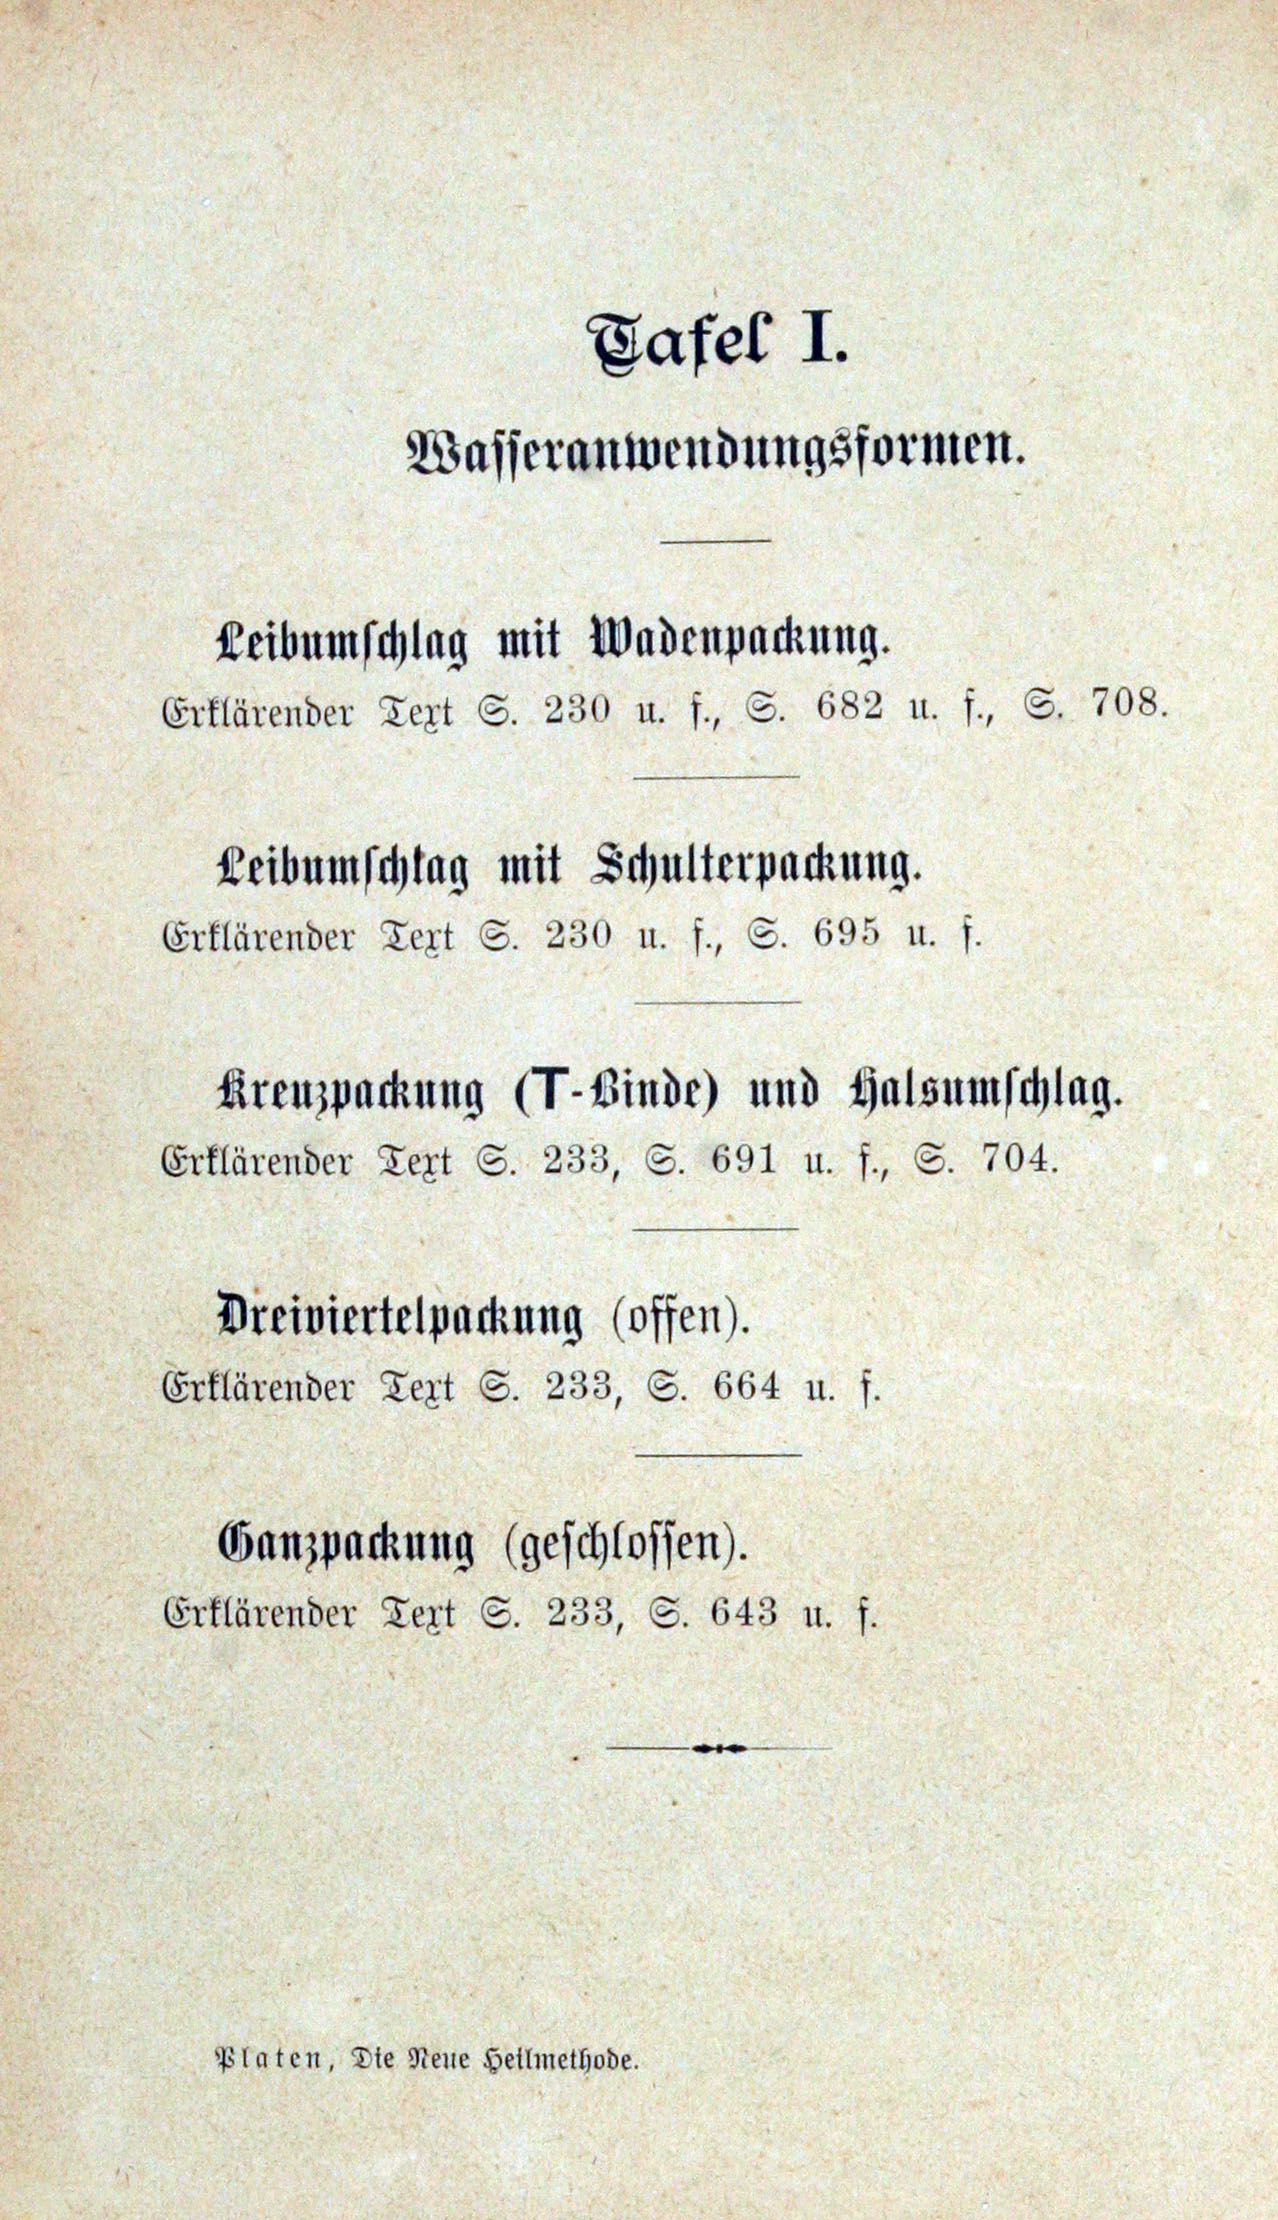 Tafel I.
Wasseranwendungsformen.
Leibumschlag mit Wadenpackung.
Erklärender Text S. 230 u. f., S. 682 u. f., S. 708.
Leibumschlag mit Schulterpackung.
Erklärender Text S. 230 u. f., S. 695 u. f.
Kreuzpackung (T-Binde) und Halsumschlag.
Erklärender Text S. 233, S. 691 u. f., S. 704.
Dreiviertelpackung (offen).
Erklärender Text S. 233, S. 664 u. f.
Ganzpackung (geschlossen).
Erklärender Text S. 233, S. 643 u. f.
Platen, Die Neue Heilmethode.